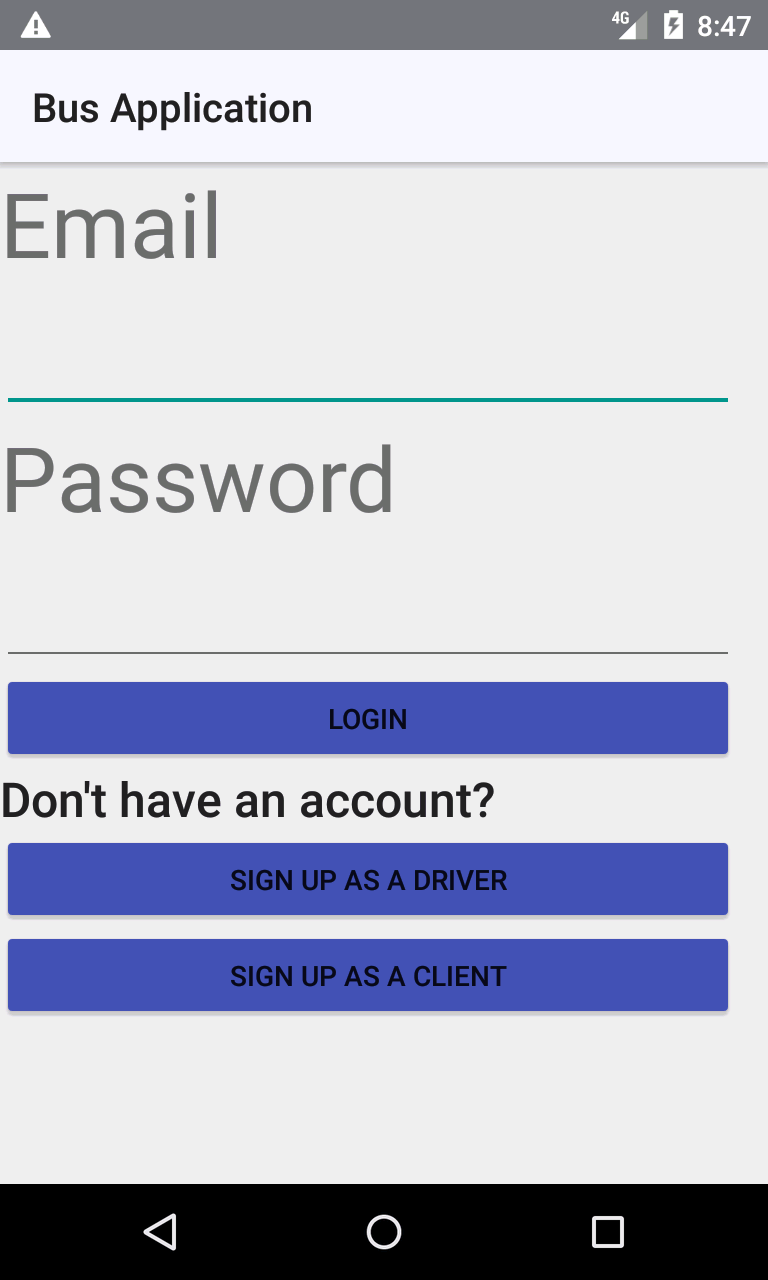 4G 8:47
Bus Application
Email
Password
LOGIN
Don't have an account?
SIGN UP AS A DRIVER
SIGN UP AS A CLIENT